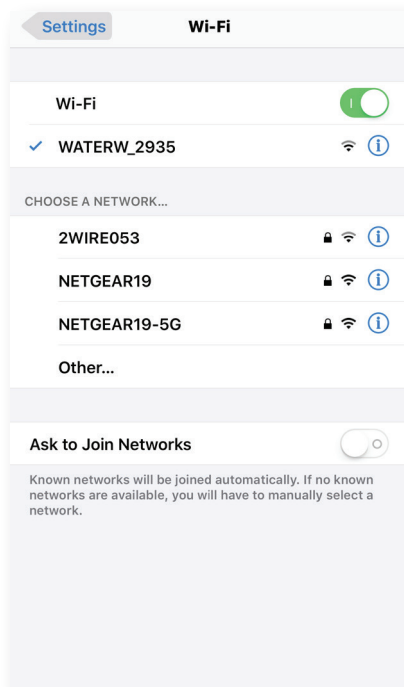 Settings
Wi-Fi
Wi-Fi
WATERW_2935
CHOOSE A NETWORK...
2WIRE053
NETGEAR19
NETGEAR19-5G
Other...
Ask to Join Networks
Known networks will be joined automatically. If no known
networks are available, you will have to manually select a
network.